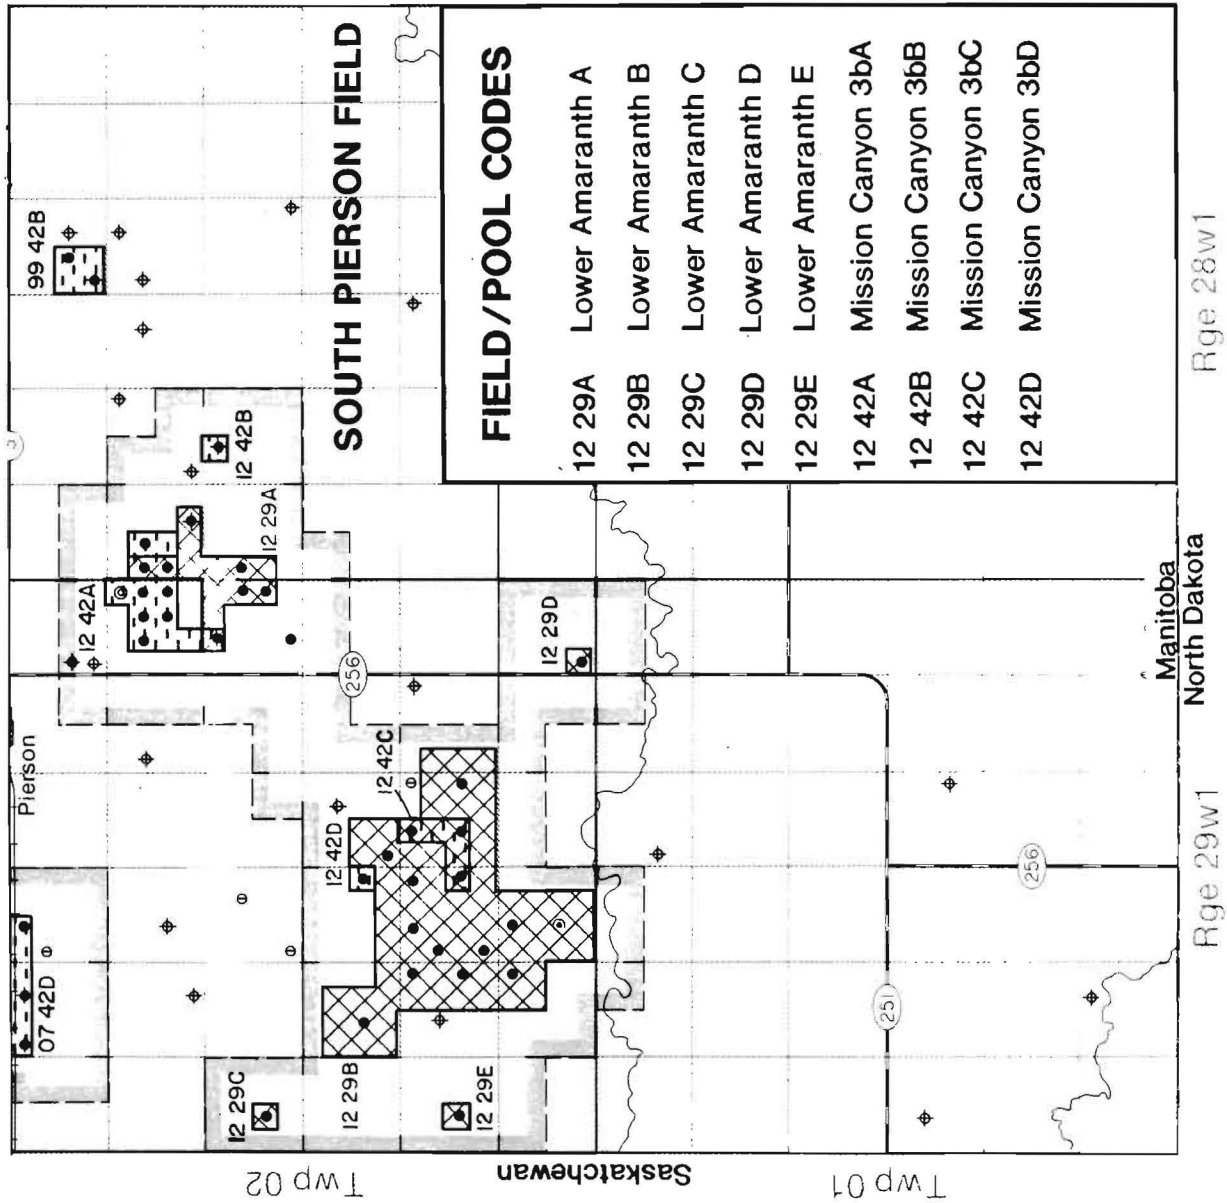 SOUTH PIERSON FIELD
FIELD/POOL CODES
12 29A Lower Amaranth A
12 29B Lower Amaranth B
12 29C Lower Amaranth C
12 29D Lower Amaranth D
12 29E Lower Amaranth E
12 42A Mission Canyon 3bA
12 42B Mission Canyon 3bB
12 42C Mission Canyon 3bC
12 42D Mission Canyon 3bD
99 42B
3
12 42B
12 29A
12 42A
256
12 29D
Pierson
12 42C
12 42D
07 42D
12 29C
12 29B
12 29E
Twp 02
Saskatchewan
Twp 01
251
256
Manitoba
North Dakota
Rge 29w1
Rge 28w1